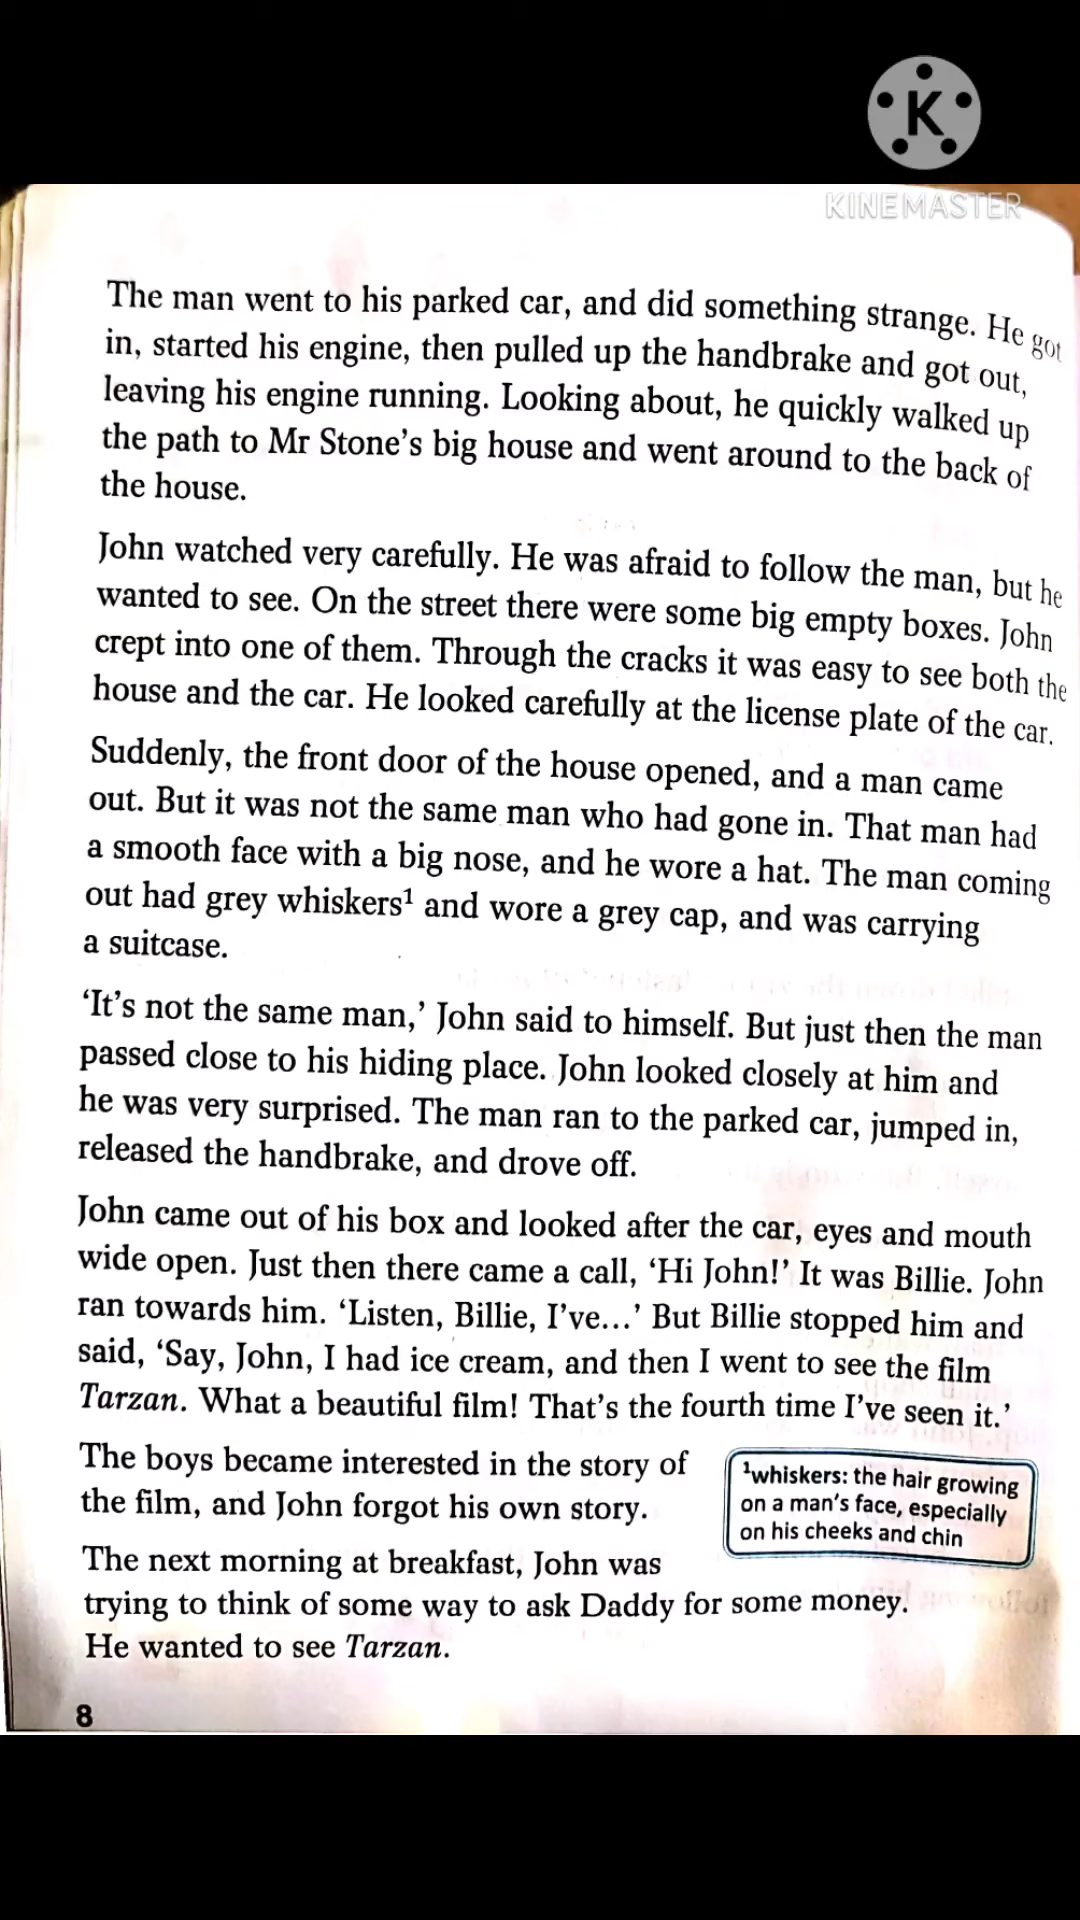 K
KINEMASTER
The man went to his parked car, and did something strange. He got
in, started his engine, then pulled up the handbrake and got out,
leaving his engine running. Looking about, he quickly walked up
the path to Mr Stone's big house and went around to the back of
the house.
John watched very carefully. He was afraid to follow the man, but he
wanted to see. On the street there were some big empty boxes. John
crept into one of them. Through the cracks it was easy to see both the
house and the car. He looked carefully at the license plate of the car.
Suddenly, the front door of the house opened, and a man came
out. But it was not the same man who had gone in. That man had
a smooth face with a big nose, and he wore a hat. The man coming
out had grey whiskers¹ and wore a grey cap, and was carrying
a suitcase.
‘It's not the same man,’ John said to himself. But just then the man
passed close to his hiding place. John looked closely at him and
he was very surprised. The man ran to the parked car, jumped in,
released the handbrake, and drove off.
John came out of his box and looked after the car, eyes and mouth
wide open. Just then there came a call, ‘Hi John!’ It was Billie. John
ran towards him. ‘Listen, Billie, I've...’ But Billie stopped him and
said, ‘Say, John, I had ice cream, and then I went to see the film
Tarzan. What a beautiful film! That's the fourth time I've seen it.’
The boys became interested in the story of
the film, and John forgot his own story.
¹whiskers: the hair growing
on a man's face, especially
on his cheeks and chin
The next morning at breakfast, John was
trying to think of some way to ask Daddy for some money.
He wanted to see Tarzan.
8